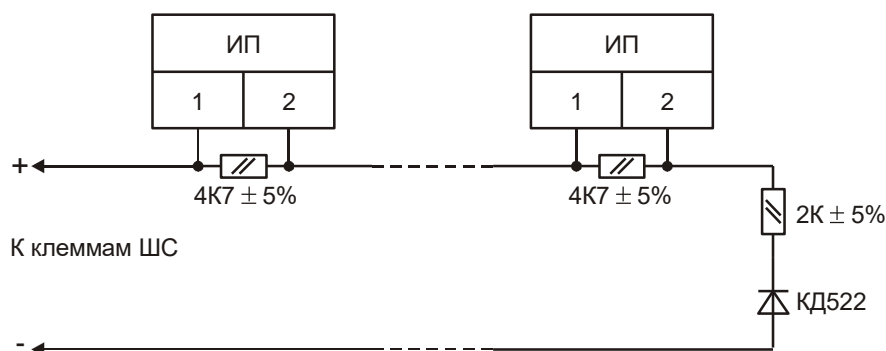 ИП ИП
1 2 1 2
+
4К7 ± 5% 4К7 ± 5%
2К ± 5%
К клеммам ШС
КД522
-